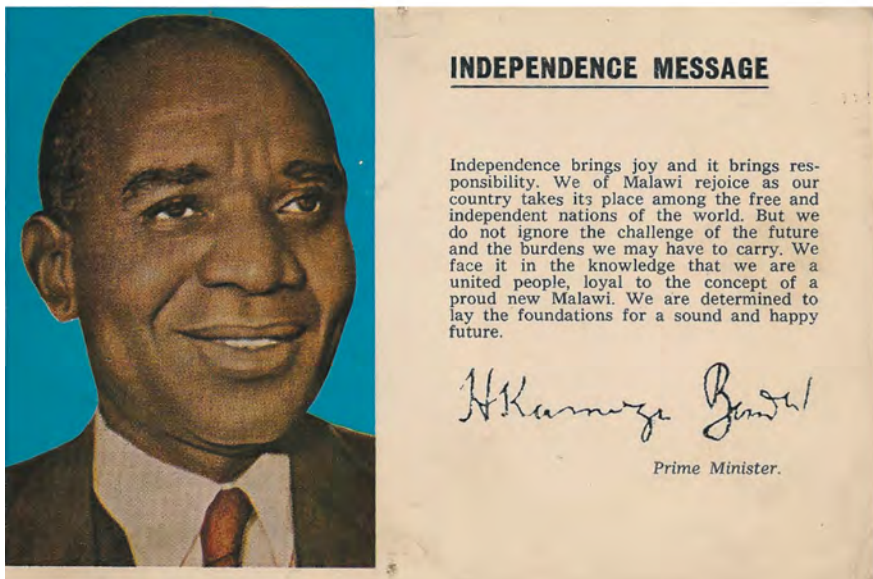 INDEPENDENCE MESSAGE
Independence brings joy and it brings res-
ponsibility. We of Malawi rejoice as our
country takes its place among the free and
independent nations of the world. But we
do not ignore the challenge of the future
and the burdens we may have to carry. We
face it in the knowledge that we are a
united people, loyal to the concept of a
proud new Malawi. We are determined to
lay the foundations for a sound and happy
future.
H Kamuzu Banda
Prime Minister.